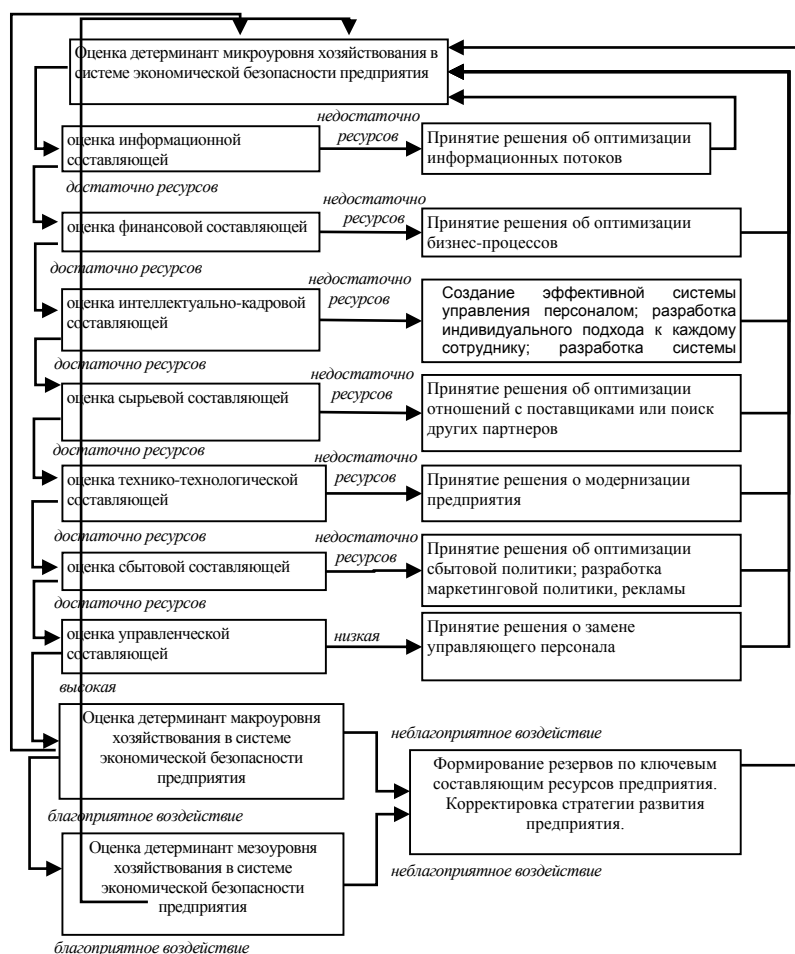 Оценка детерминант микроуровня хозяйствования в
системе экономической безопасности предприятия
недостаточно
ресурсов
оценка информационной
составляющей
Принятие решения об оптимизации
информационных потоков
достаточно ресурсов
недостаточно
ресурсов
оценка финансовой составляющей
Принятие решения об оптимизации
бизнес-процессов
достаточно ресурсов
недостаточно
ресурсов
оценка интеллектуально-кадровой
составляющей
Создание эффективной системы
управления персоналом; разработка
индивидуального подхода к каждому
сотруднику; разработка системы
достаточно ресурсов
недостаточно
ресурсов
оценка сырьевой составляющей
Принятие решения об оптимизации
отношений с поставщиками или поиск
других партнеров
достаточно ресурсов
недостаточно
ресурсов
оценка технико-технологической
составляющей
Принятие решения о модернизации
предприятия
достаточно ресурсов
недостаточно
ресурсов
оценка сбытовой составляющей
Принятие решения об оптимизации
сбытовой политики; разработка
маркетинговой политики, рекламы
достаточно ресурсов
оценка управленческой
составляющей
низкая
Принятие решения о замене
управляющего персонала
высокая
Оценка детерминант макроуровня
хозяйствования в системе
экономической безопасности
предприятия
неблагоприятное воздействие
Формирование резервов по ключевым
составляющим ресурсов предприятия.
Корректировка стратегии развития
предприятия.
благоприятное воздействие
Оценка детерминант мезоуровня
хозяйствования в системе
экономической безопасности
предприятия
неблагоприятное воздействие
благоприятное воздействие